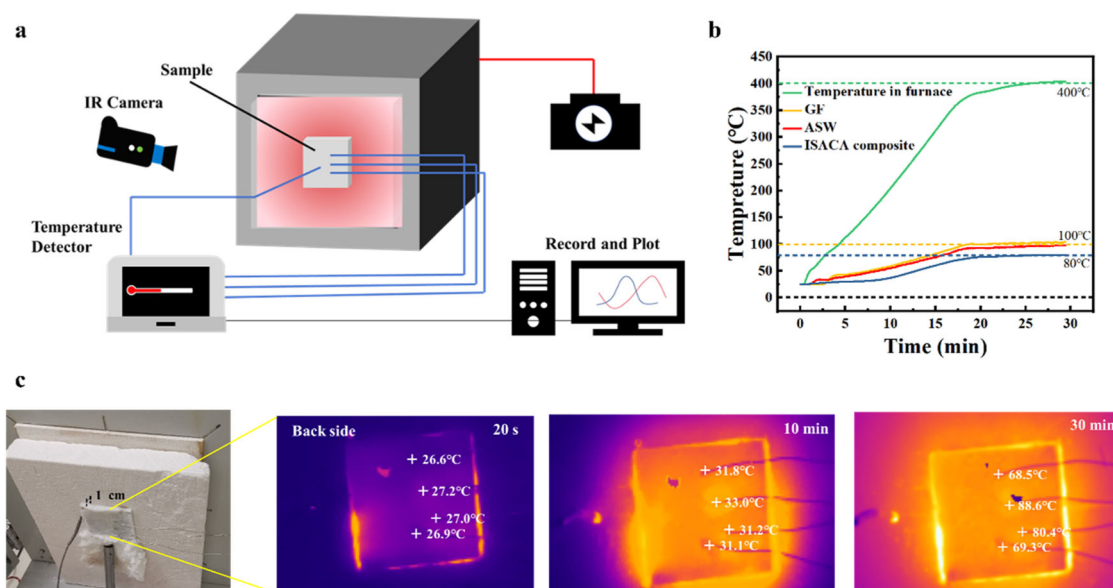 a
Sample
IR Camera
Temperature
Detector
Record and Plot
b
Tempreture (℃)
450
400
350
300
250
200
150
100
50
0
Temperature in furnace
GF
ASW
ISACA composite
400℃
100℃
80℃
0 5 10 15 20 25 30
Time (min)
c
1 cm
Back side
20 s
26.6℃
27.2℃
27.0℃
26.9℃
10 min
31.8℃
33.0℃
31.2℃
31.1℃
30 min
68.5℃
88.6℃
80.4℃
69.3℃